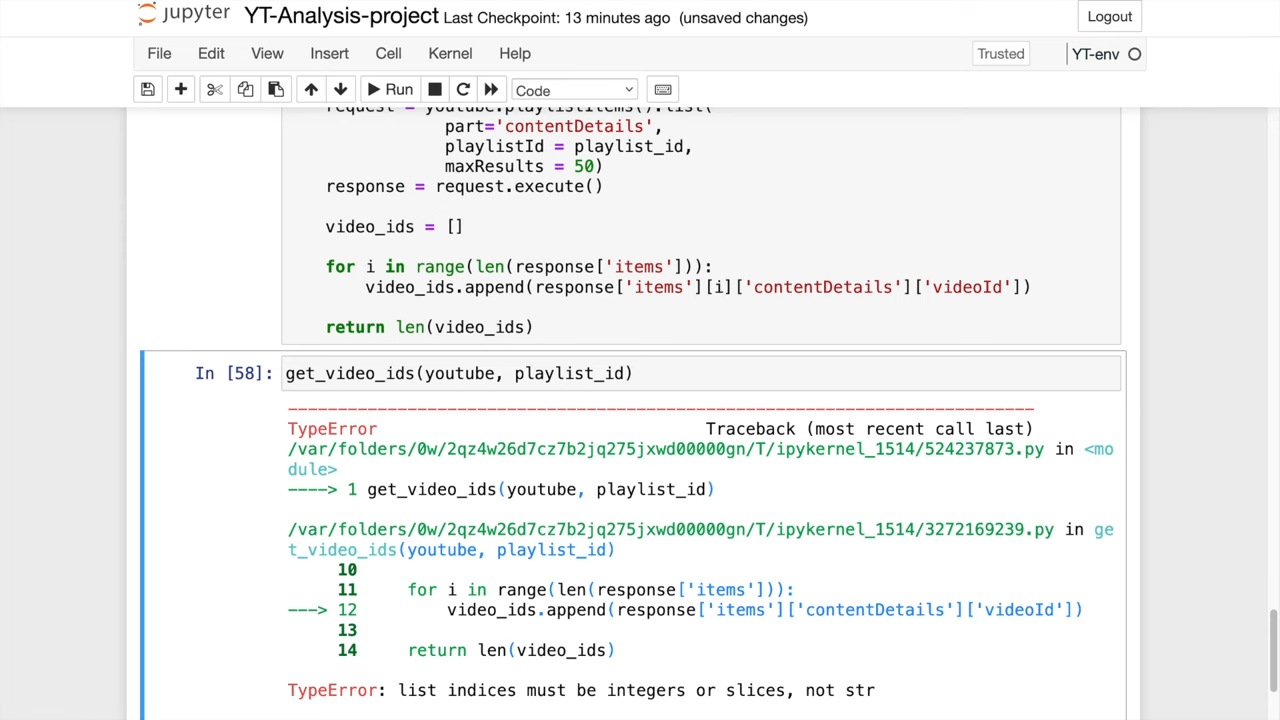 jupyter YT-Analysis-project Last Checkpoint: 13 minutes ago (unsaved changes) Logout
File Edit View Insert Cell Kernel Help Trusted YT-env
Run Code
request = youtube.playlistItems().list(
part='contentDetails',
playlistId = playlist_id,
maxResults = 50)
response = request.execute()
video_ids = []
for i in range(len(response['items'])):
video_ids.append(response['items'][i]['contentDetails']['videoId'])
return len(video_ids)
In [58]: get_video_ids(youtube, playlist_id)
---------------------------------------------------------------------------
TypeError Traceback (most recent call last)
/var/folders/0w/2qz4w26d7cz7b2jq275jxwd00000gn/T/ipykernel_1514/524237873.py in <mo
dule>
----> 1 get_video_ids(youtube, playlist_id)
/var/folders/0w/2qz4w26d7cz7b2jq275jxwd00000gn/T/ipykernel_1514/3272169239.py in ge
t_video_ids(youtube, playlist_id)
10
11 for i in range(len(response['items'])):
---> 12 video_ids.append(response['items']['contentDetails']['videoId'])
13
14 return len(video_ids)
TypeError: list indices must be integers or slices, not str